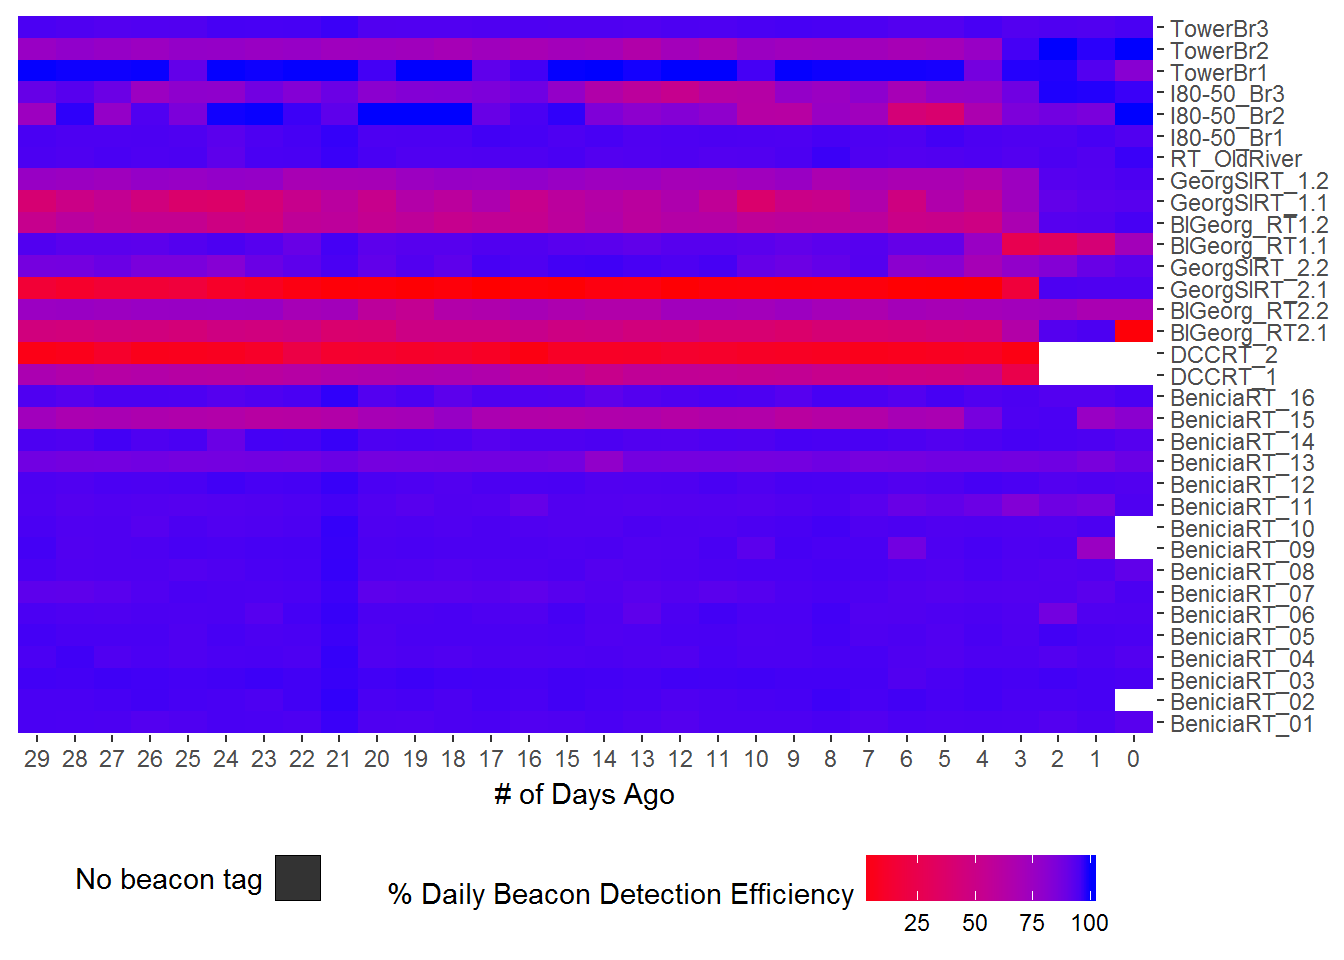 TowerBr3
TowerBr2
TowerBr1
I80-50_Br3
I80-50_Br2
I80-50_Br1
RT_OldRiver
GeorgSlRT_1.2
GeorgSlRT_1.1
BlGeorg_RT1.2
BlGeorg_RT1.1
GeorgSlRT_2.2
GeorgSlRT_2.1
BlGeorg_RT2.2
BlGeorg_RT2.1
DCCRT_2
DCCRT_1
BeniciaRT_16
BeniciaRT_15
BeniciaRT_14
BeniciaRT_13
BeniciaRT_12
BeniciaRT_11
BeniciaRT_10
BeniciaRT_09
BeniciaRT_08
BeniciaRT_07
BeniciaRT_06
BeniciaRT_05
BeniciaRT_04
BeniciaRT_03
BeniciaRT_02
BeniciaRT_01
29 28 27 26 25 24 23 22 21 20 19 18 17 16 15 14 13 12 11 10 9 8 7 6 5 4 3 2 1 0
# of Days Ago
No beacon tag
% Daily Beacon Detection Efficiency
25 50 75 100